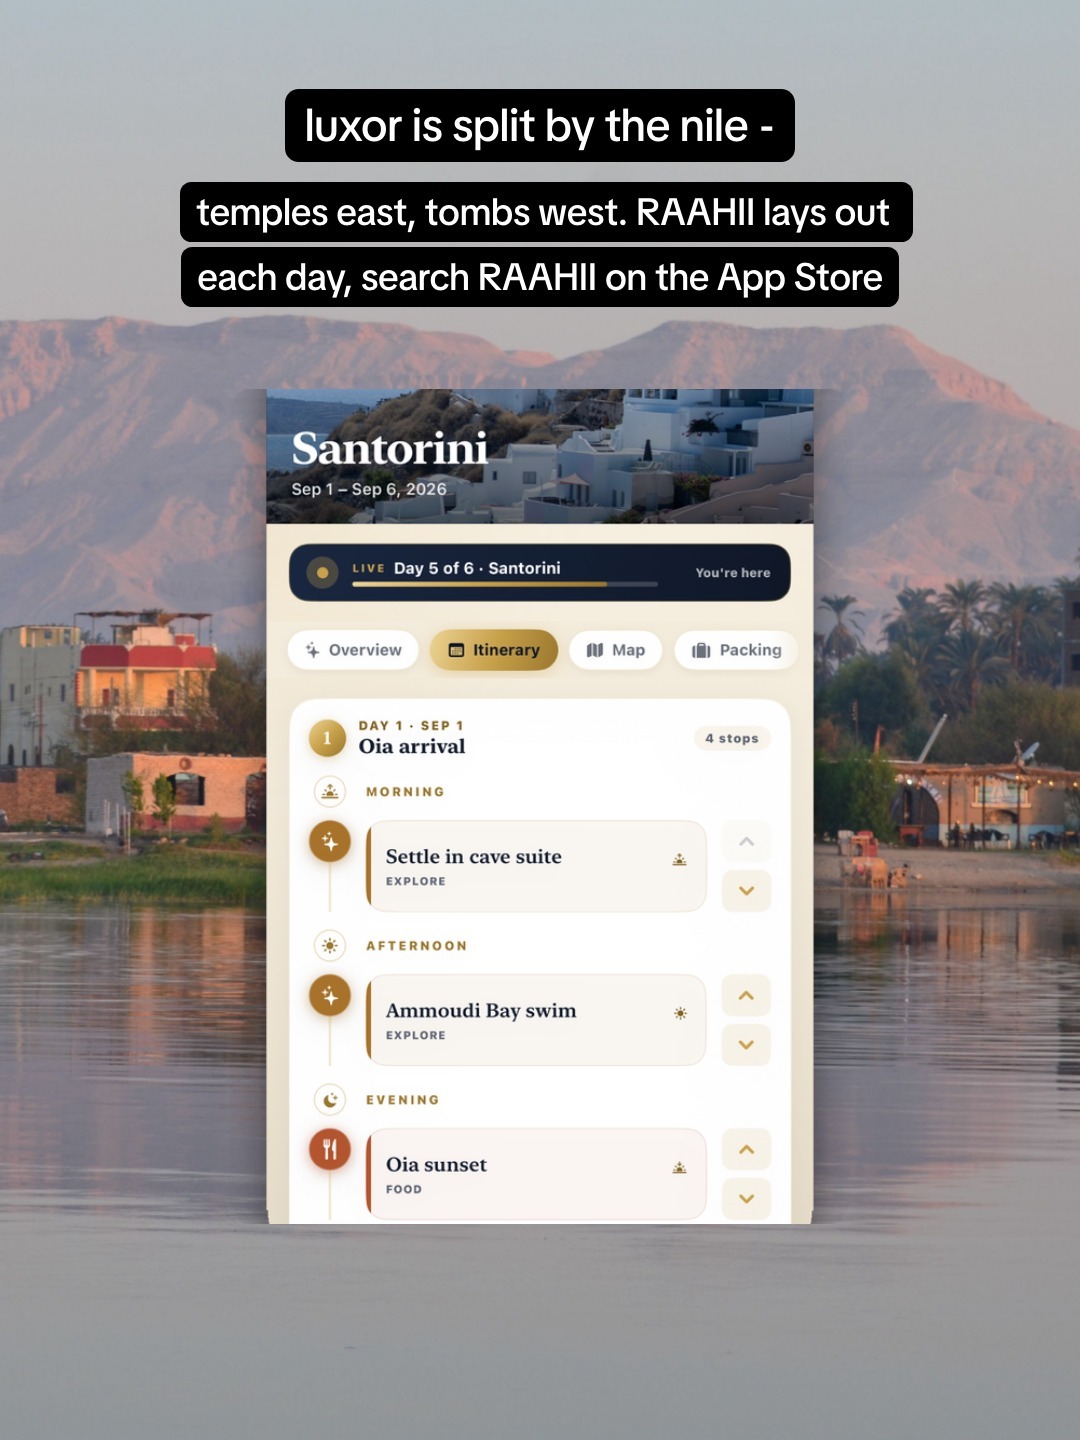 luxor is split by the nile -
temples east, tombs west. RAAHII lays out
each day, search RAAHII on the App Store
Santorini
Sep 1 – Sep 6, 2026
LIVE Day 5 of 6 · Santorini You're here
Overview Itinerary Map Packing
1 DAY 1 · SEP 1
Oia arrival 4 stops
MORNING
Settle in cave suite
EXPLORE
AFTERNOON
Ammoudi Bay swim
EXPLORE
EVENING
Oia sunset
FOOD